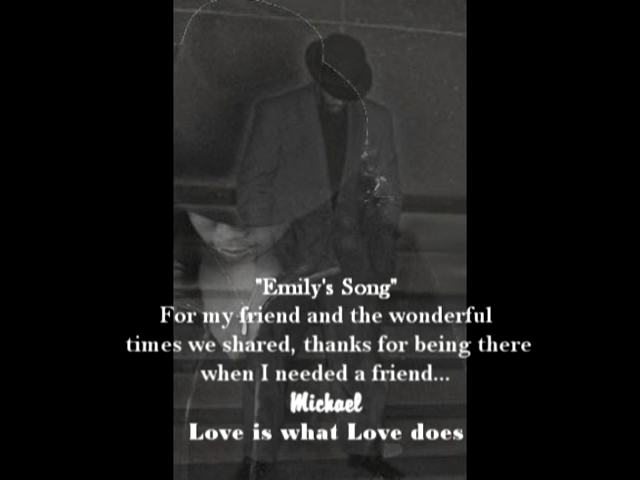 "Emily's Song"
For my friend and the wonderful
times we shared, thanks for being there
when I needed a friend...
Michael
Love is what Love does